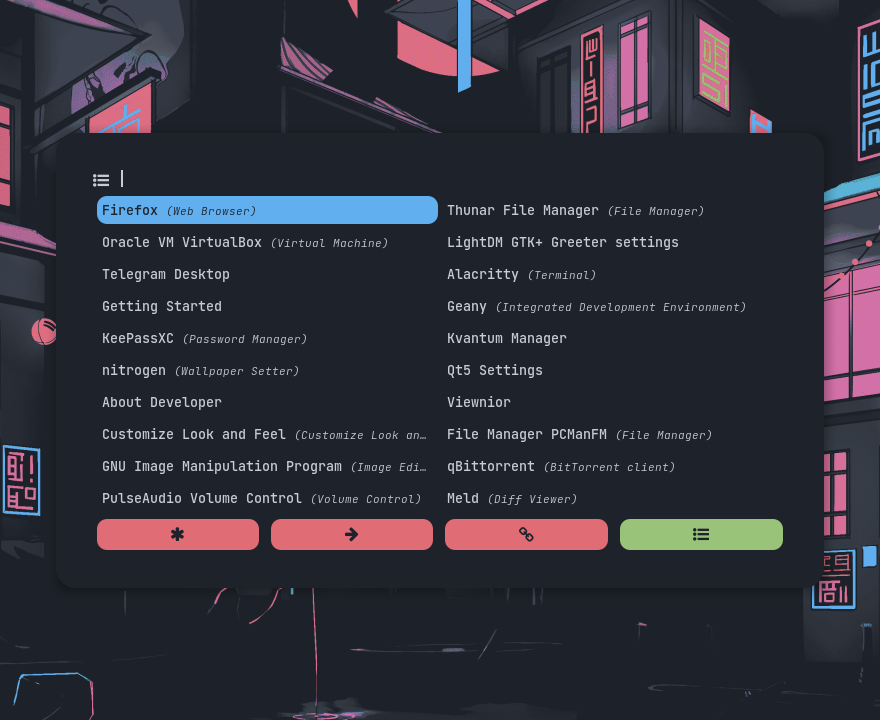 Firefox (Web Browser)
Thunar File Manager (File Manager)
Oracle VM VirtualBox (Virtual Machine)
LightDM GTK+ Greeter settings
Telegram Desktop
Alacritty (Terminal)
Getting Started
Geany (Integrated Development Environment)
KeePassXC (Password Manager)
Kvantum Manager
nitrogen (Wallpaper Setter)
Qt5 Settings
About Developer
Viewnior
Customize Look and Feel (Customize Look an…
File Manager PCManFM (File Manager)
GNU Image Manipulation Program (Image Edi…
qBittorrent (BitTorrent client)
PulseAudio Volume Control (Volume Control)
Meld (Diff Viewer)